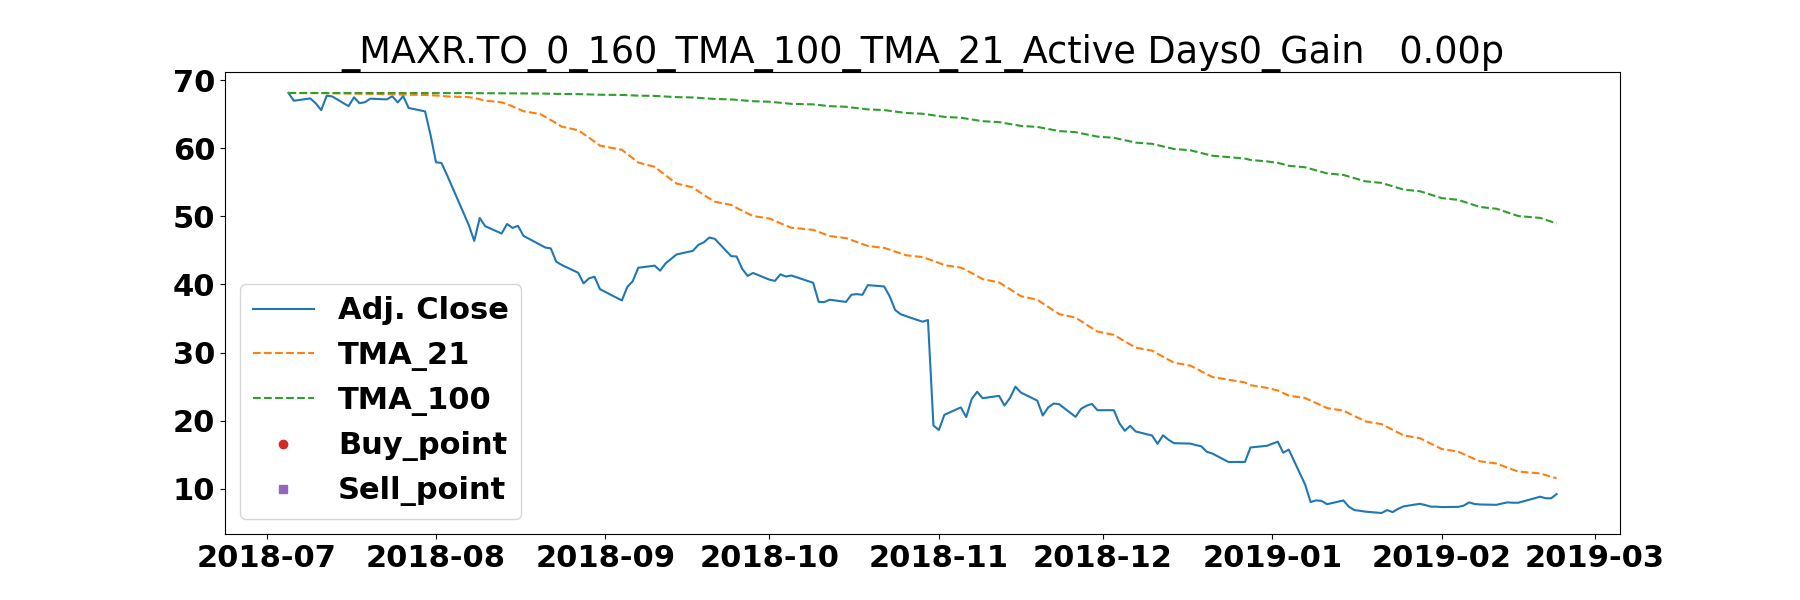 _MAXR.TO_0_160_TMA_100_TMA_21_Active Days0_Gain   0.00p
70
60
50
40
30
20
10
Adj. Close
TMA_21
TMA_100
Buy_point
Sell_point
2018-07 2018-08 2018-09 2018-10 2018-11 2018-12 2019-01 2019-02 2019-03